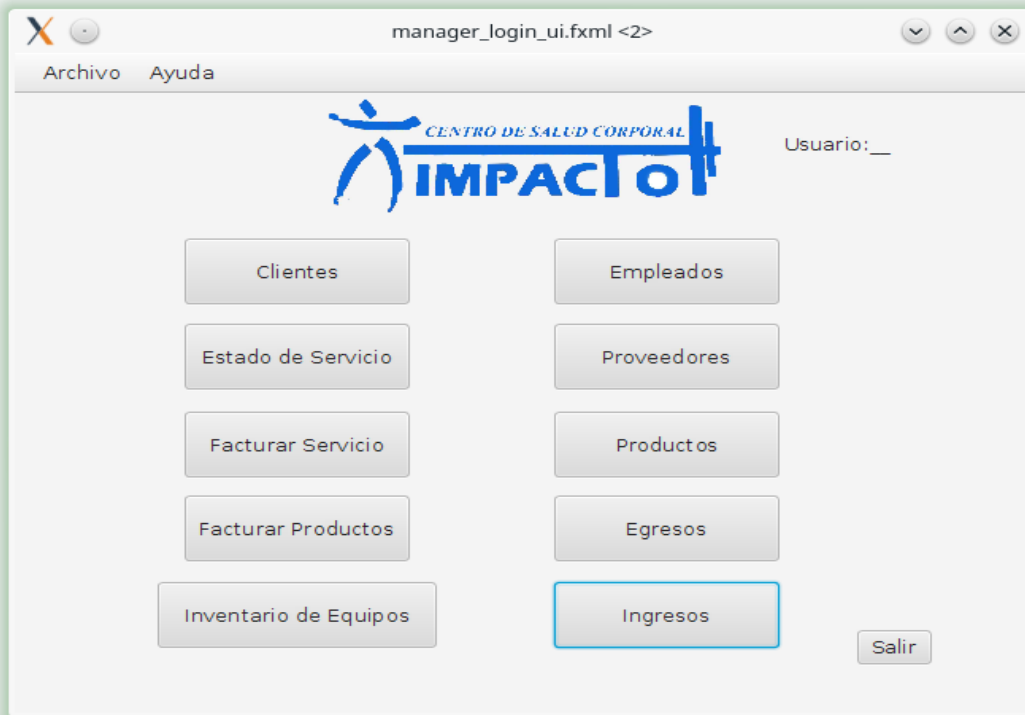 manager_login_ui.fxml <2>
Archivo Ayuda
CENTRO DE SALUD CORPORAL
IMPACTO
Usuario:__
Clientes
Empleados
Estado de Servicio
Proveedores
Facturar Servicio
Productos
Facturar Productos
Egresos
Inventario de Equipos
Ingresos
Salir